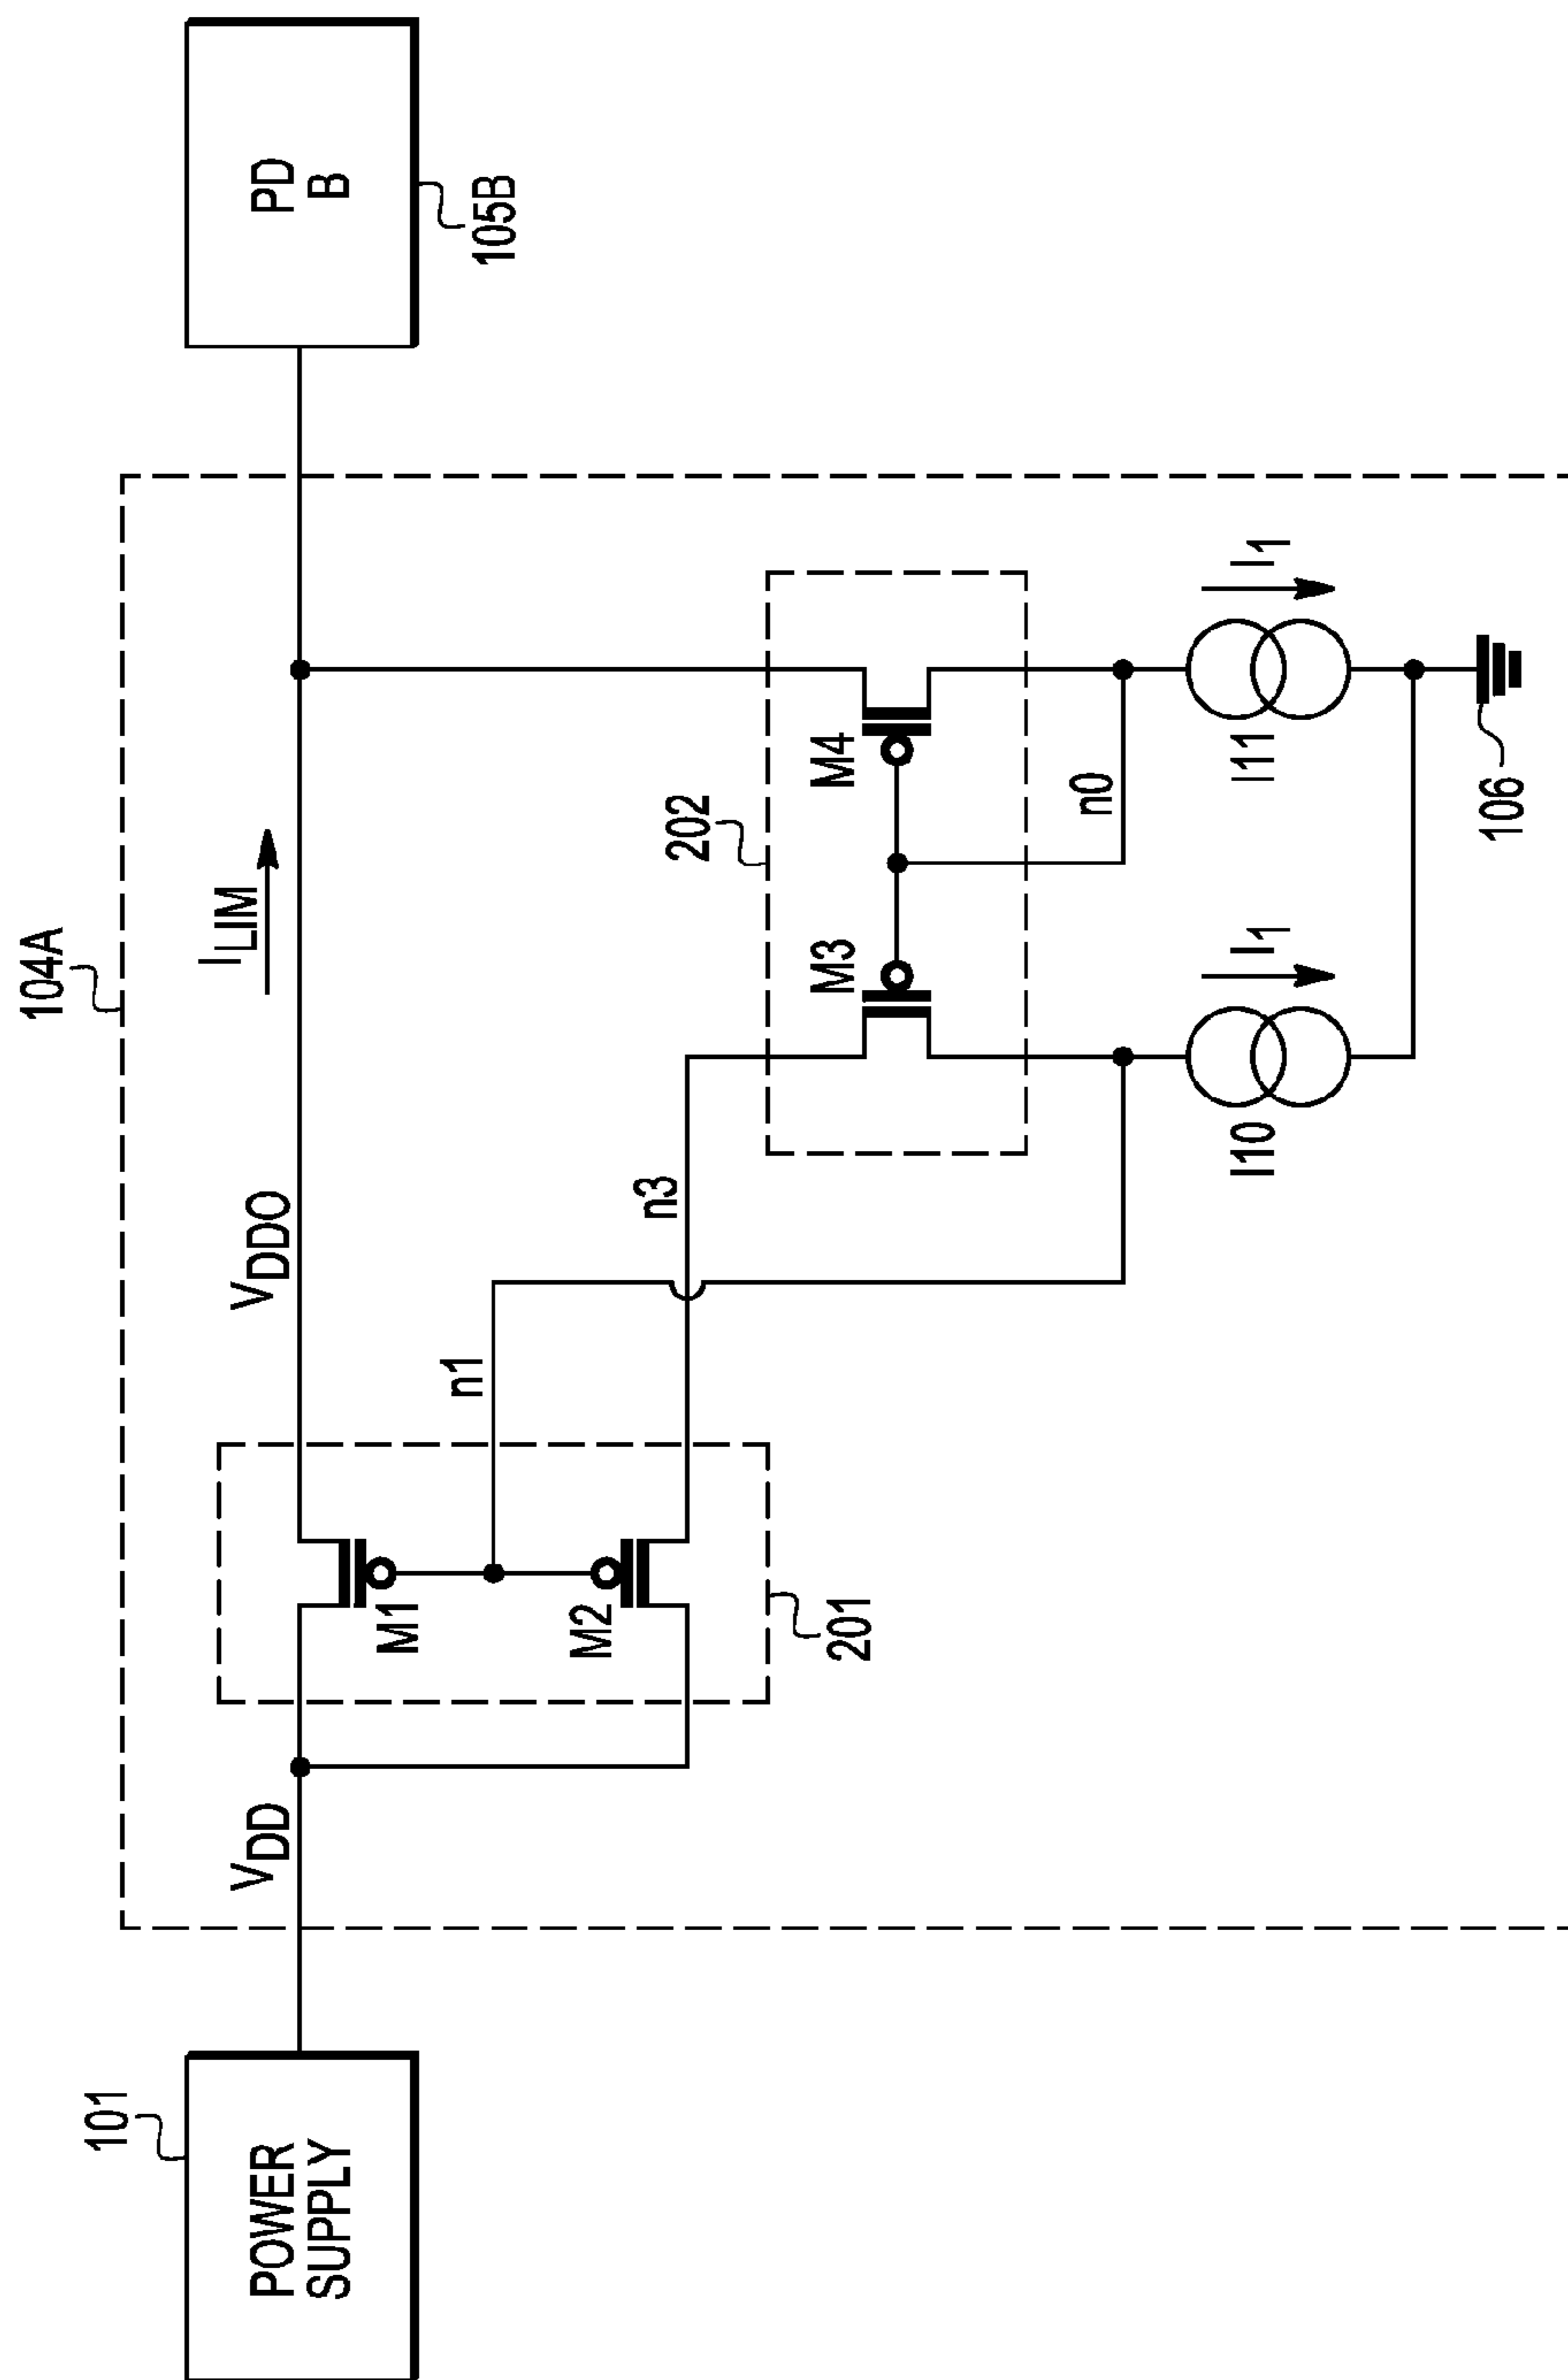 104A
101
POWER
SUPPLY
VDD
VDDO
ILIM
PD
B
105B
M1
M2
201
n1
n3
202
M3
M4
n0
I10
I1
I11
I1
106